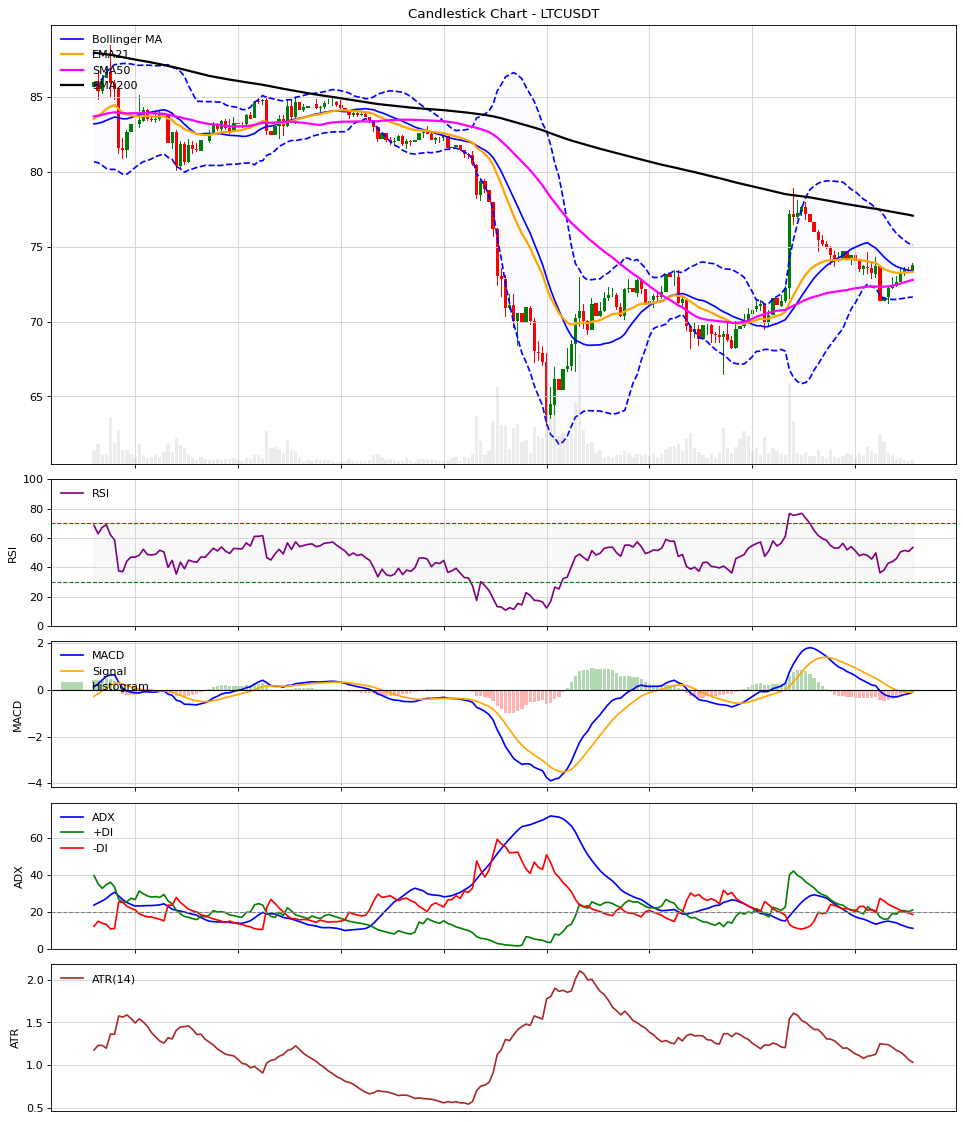 Candlestick Chart - LTCUSDT
Bollinger MA
EMA21
SMA50
SMA200
85
80
75
70
65
RSI
100
80
60
40
20
0
RSI
MACD
Signal
Histogram
2
0
−2
−4
MACD
ADX
+DI
-DI
60
40
20
0
ADX
ATR(14)
2.0
1.5
1.0
0.5
ATR